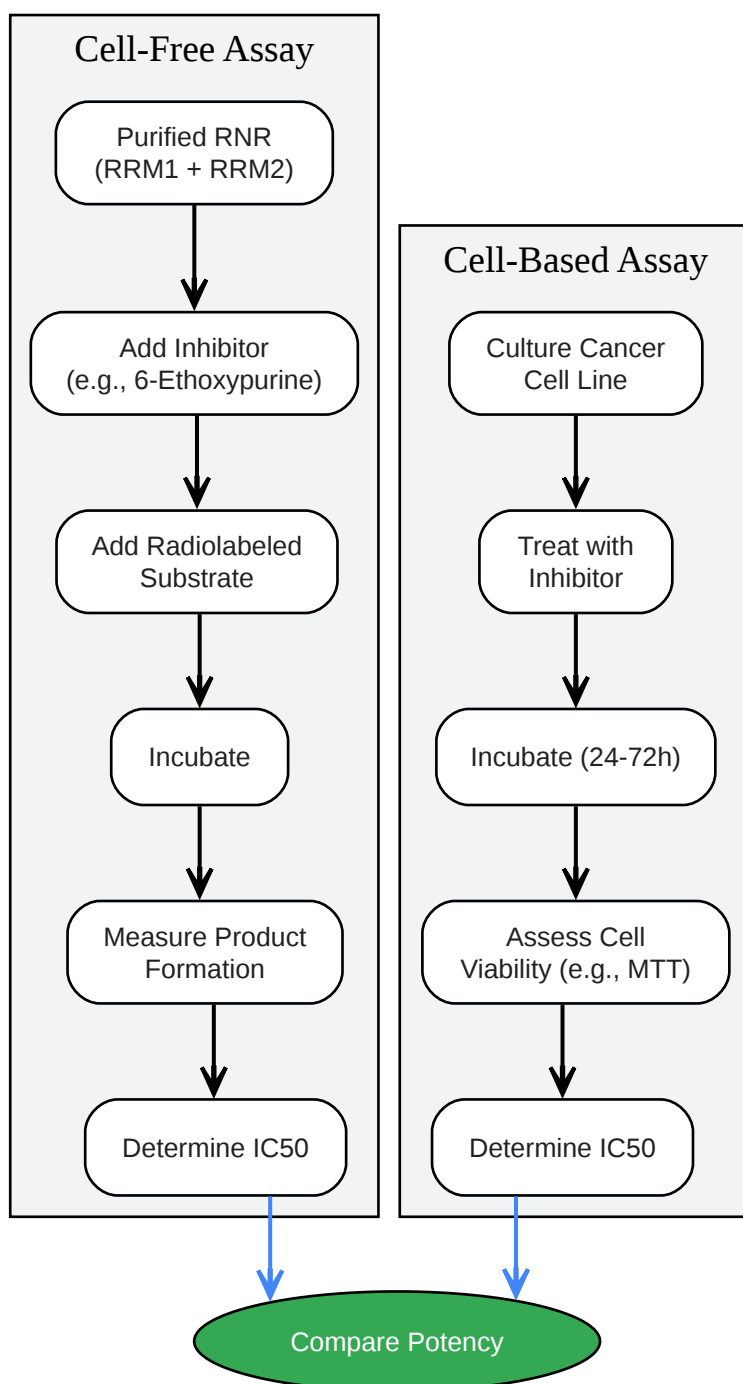 Cell-Free Assay
Purified RNR
(RRM1 + RRM2)
Add Inhibitor
(e.g., 6-Ethoxypurine)
Add Radiolabeled
Substrate
Incubate
Measure Product
Formation
Determine IC50
Cell-Based Assay
Culture Cancer
Cell Line
Treat with
Inhibitor
Incubate (24-72h)
Assess Cell
Viability (e.g., MTT)
Determine IC50
Compare Potency